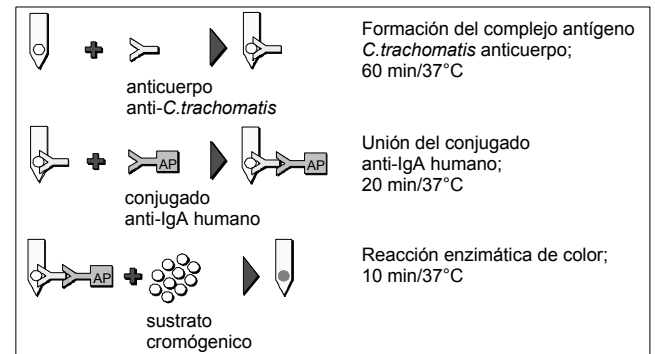 Formación del complejo antígeno
C.trachomatis anticuerpo;
60 min/37°C
anticuerpo
anti-C.trachomatis
Unión del conjugado
anti-IgA humano;
20 min/37°C
AP
AP
conjugado
anti-IgA humano
Reacción enzimática de color;
10 min/37°C
AP
sustrato
cromógenico